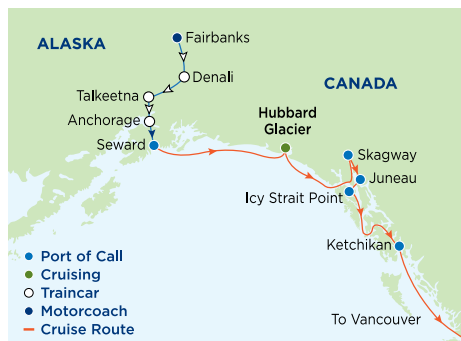 ALASKA
Fairbanks
Denali
Talkeetna
Anchorage
Seward
CANADA
Hubbard
Glacier
Skagway
Juneau
Icy Strait Point
Ketchikan
Port of Call
Cruising
Traincar
Motorcoach
Cruise Route
To Vancouver